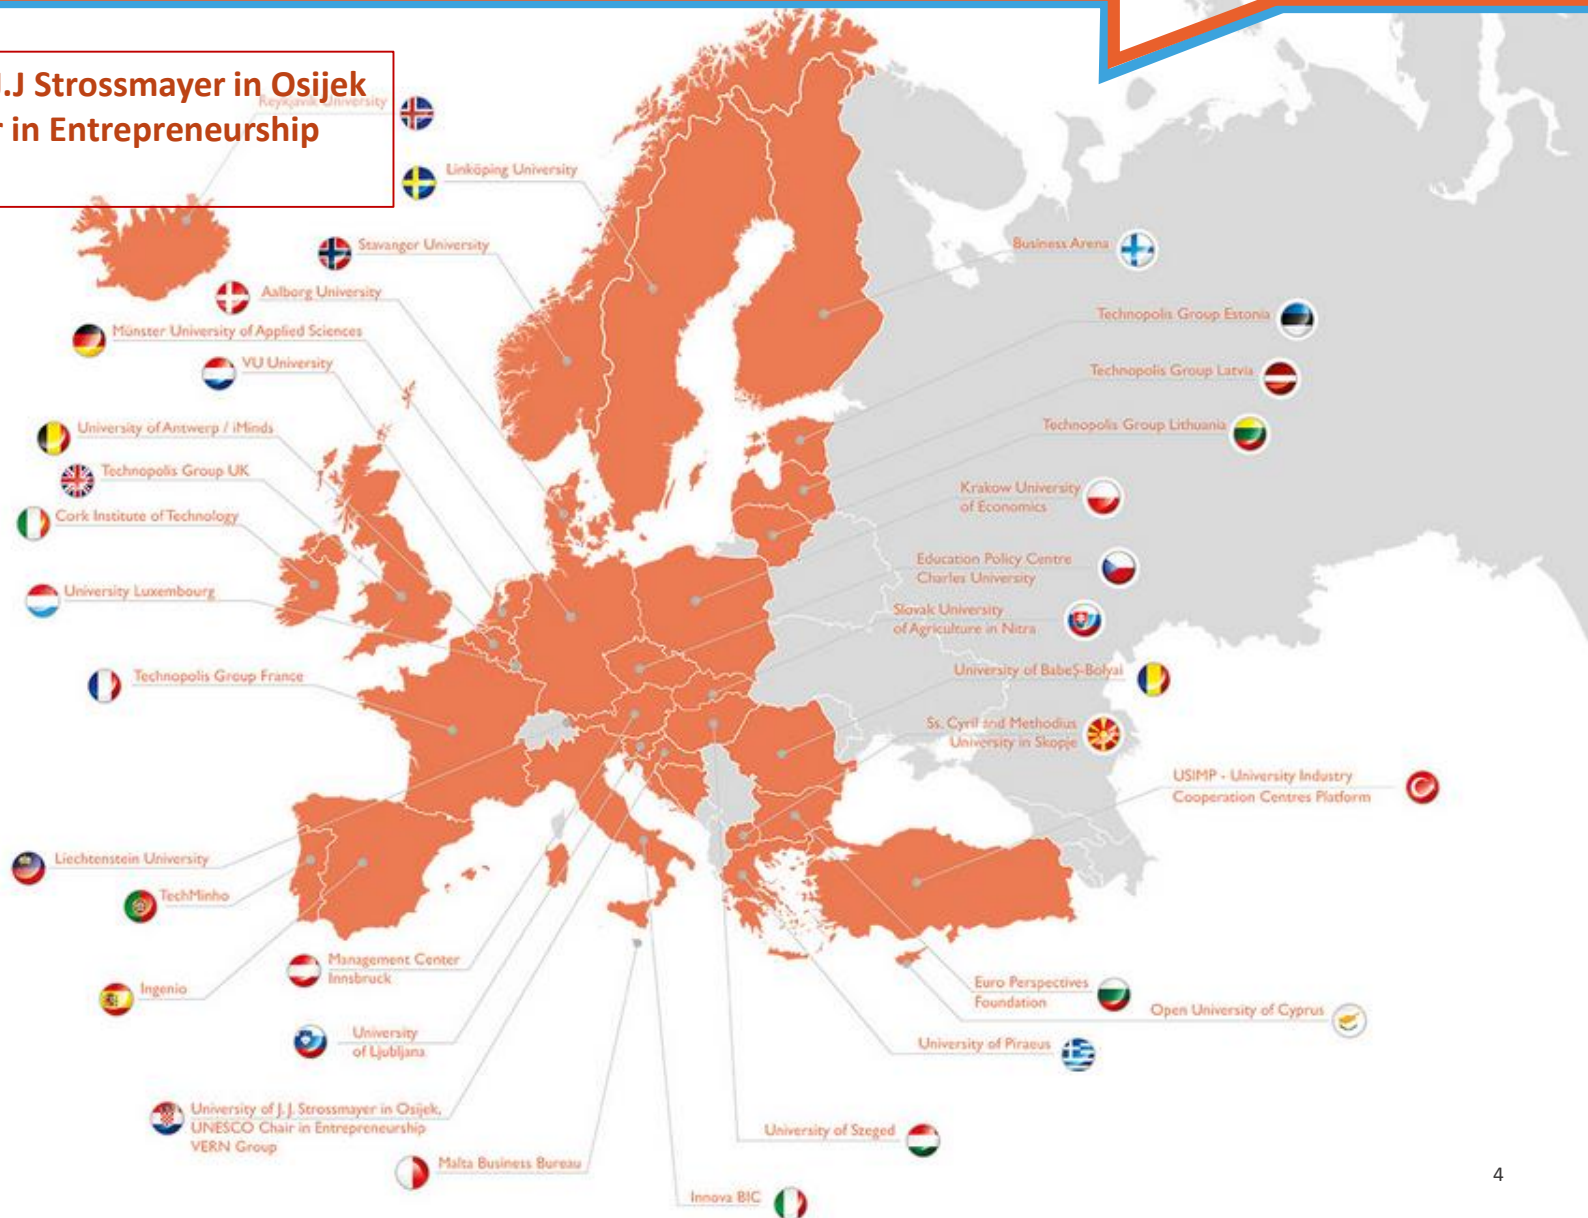 J.J Strossmayer in Osijek
in Entrepreneurship
Reykjavik University
Linköping University
Stavanger University
Business Arena
Aalborg University
Technopolis Group Estonia
Münster University of Applied Sciences
VU University
Technopolis Group Latvia
University of Antwerp / iMinds
Technopolis Group Lithuania
Technopolis Group UK
Krakow University
of Economics
Cork Institute of Technology
Education Policy Centre
Charles University
University Luxembourg
Slovak University
of Agriculture in Nitra
Technopolis Group France
University of BabeȘ-Bolyai
Ss. Cyril and Methodius
University in Skopje
USIMP - University Industry
Cooperation Centres Platform
Liechtenstein University
TechMinho
Management Center
Innsbruck
Ingenio
Euro Perspectives
Foundation
Open University of Cyprus
University
of Ljubljana
University of Piraeus
University of J. J. Strossmayer in Osijek,
UNESCO Chair in Entrepreneurship
VERN Group
University of Szeged
Malta Business Bureau
Innova BIC
4